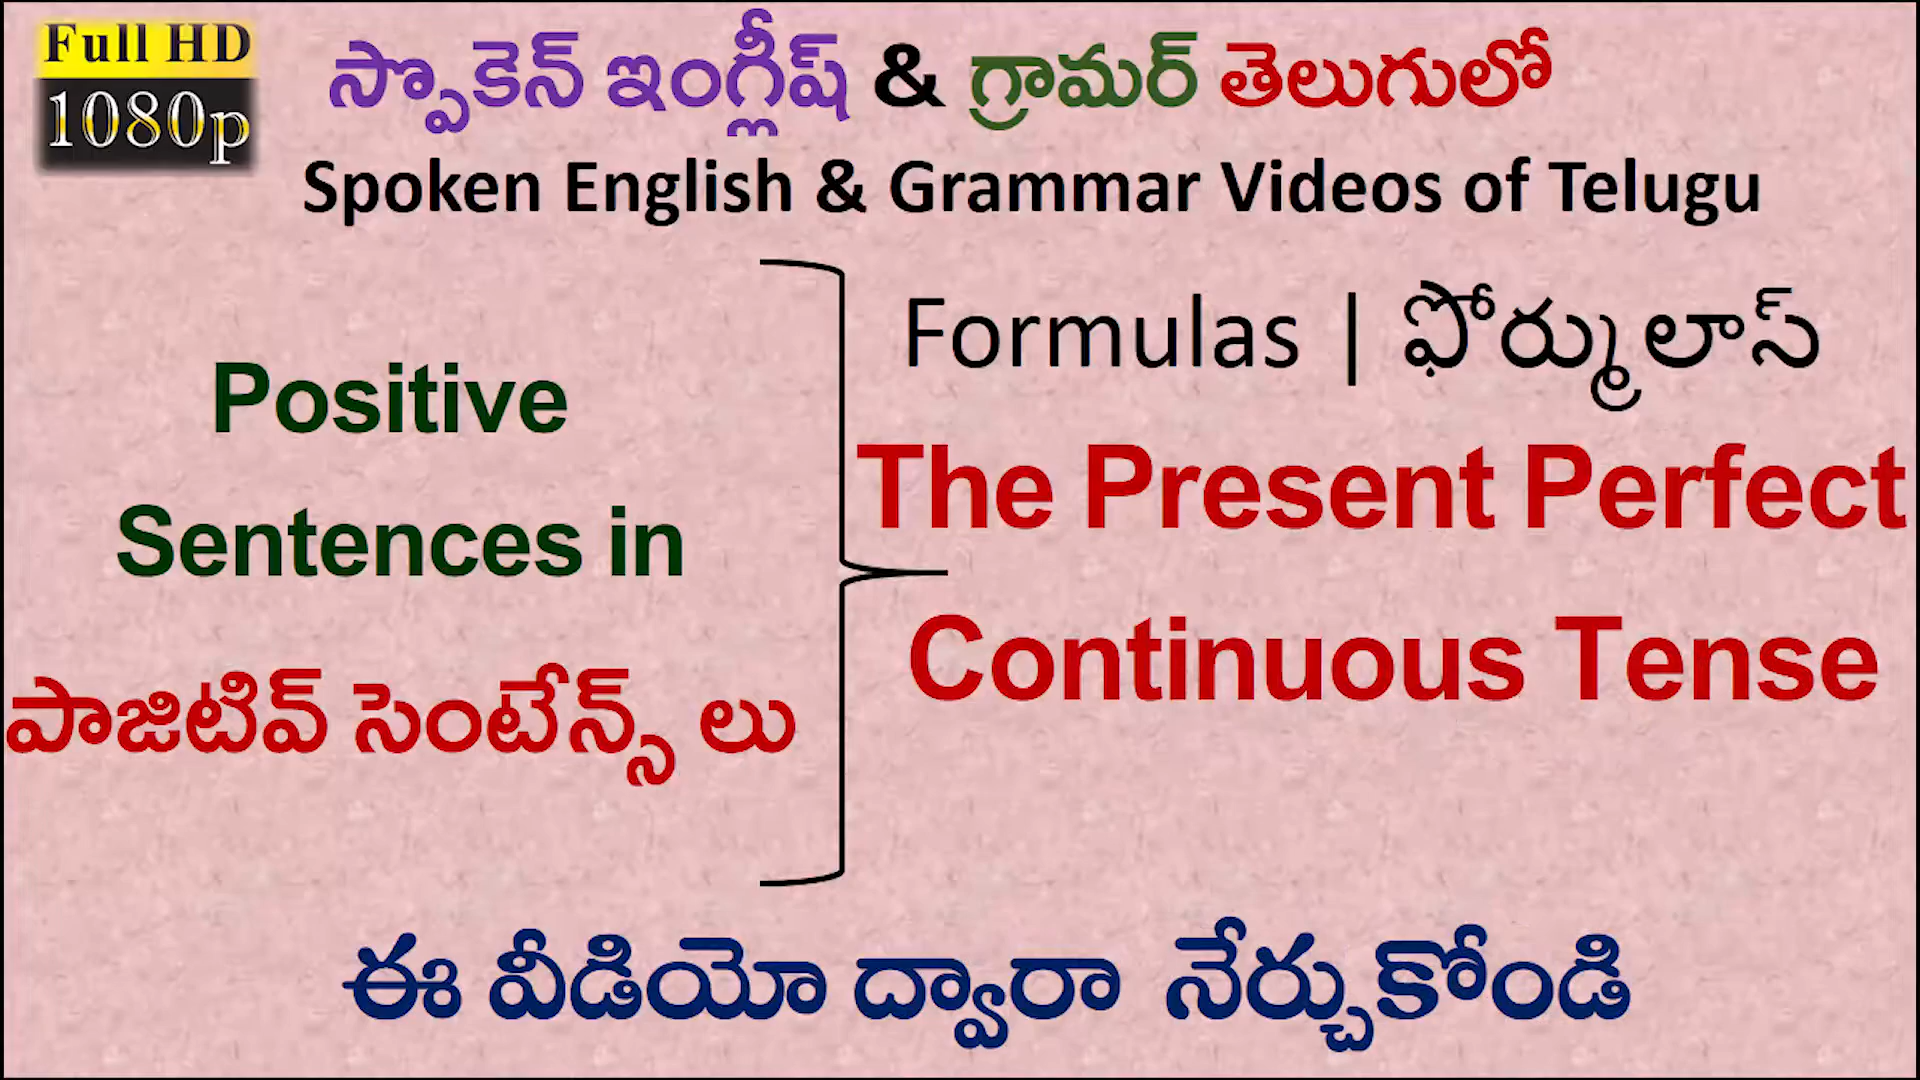 Full HD
1080p
స్పొకెన్ ఇంగ్లీష్ & గ్రామర్ తెలుగులో
Spoken English & Grammar Videos of Telugu
Positive
Sentences in
పాజిటివ్ సెంటేన్స్ లు
Formulas | ఫోర్ములాస్
The Present Perfect
Continuous Tense
ఈ వీడియో ద్వారా నేర్చుకోండి